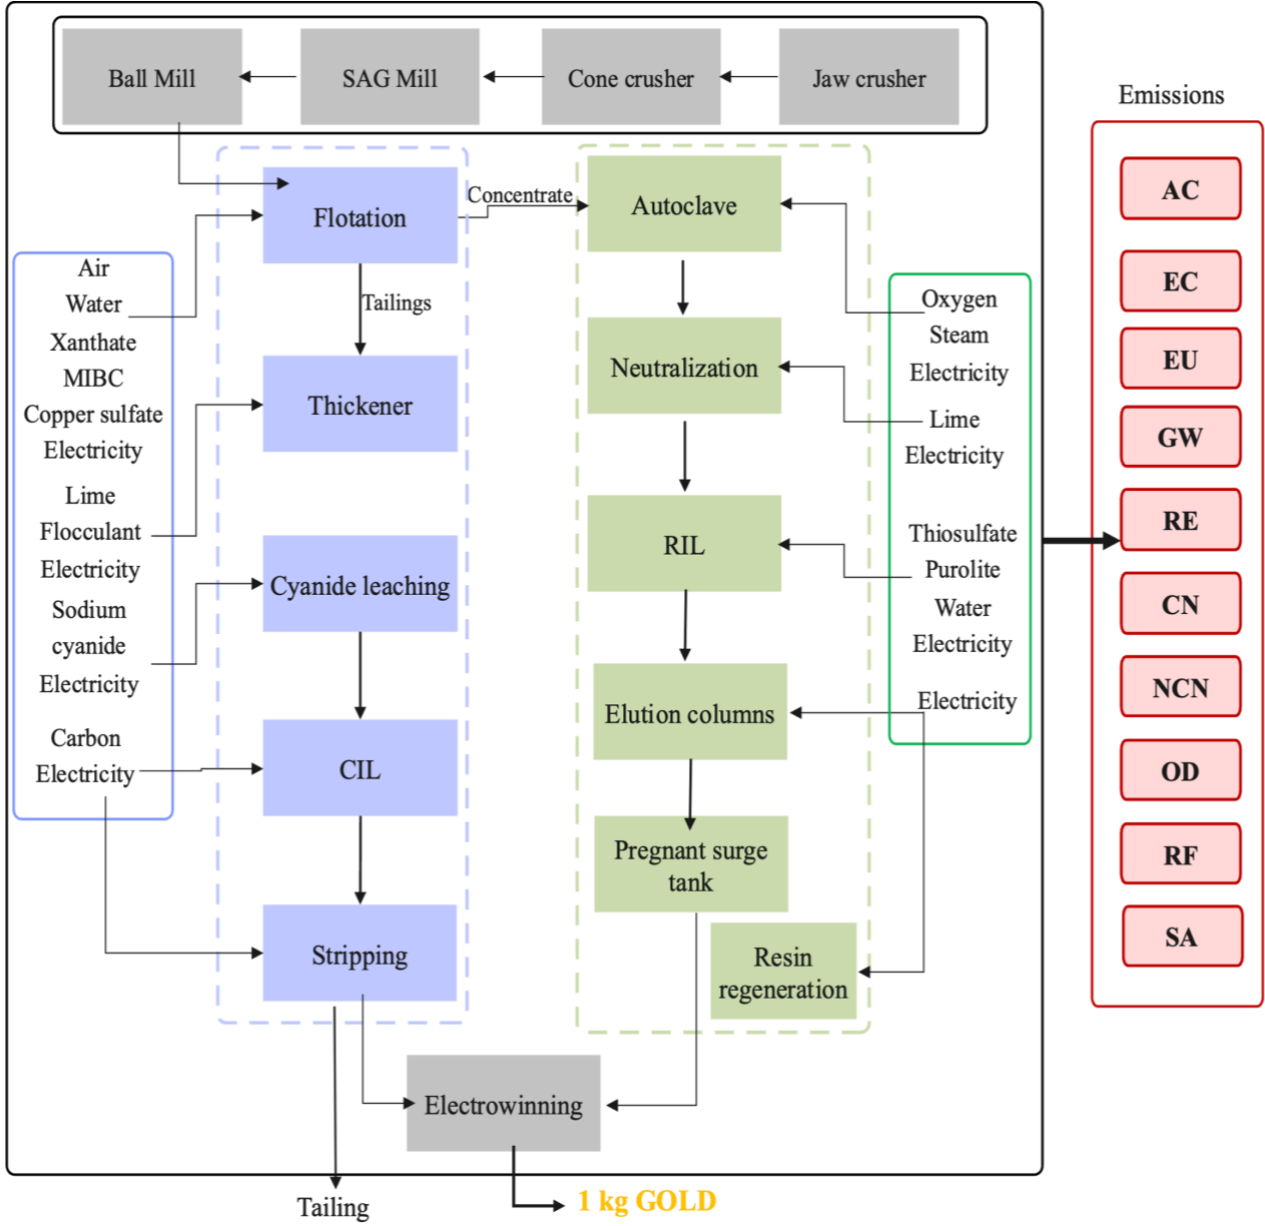 Ball Mill
SAG Mill
Cone crusher
Jaw crusher
Emissions
Flotation
Concentrate
Autoclave
Tailings
Thickener
Neutralization
Cyanide leaching
RIL
CIL
Elution columns
Stripping
Pregnant surge
tank
Resin
regeneration
Electrowinning
Air
Water
Xanthate
MIBC
Copper sulfate
Electricity
Lime
Flocculant
Electricity
Sodium
cyanide
Electricity
Carbon
Electricity
Oxygen
Steam
Electricity
Lime
Electricity
Thiosulfate
Purolite
Water
Electricity
Electricity
AC
EC
EU
GW
RE
CN
NCN
OD
RF
SA
Tailing
1 kg GOLD